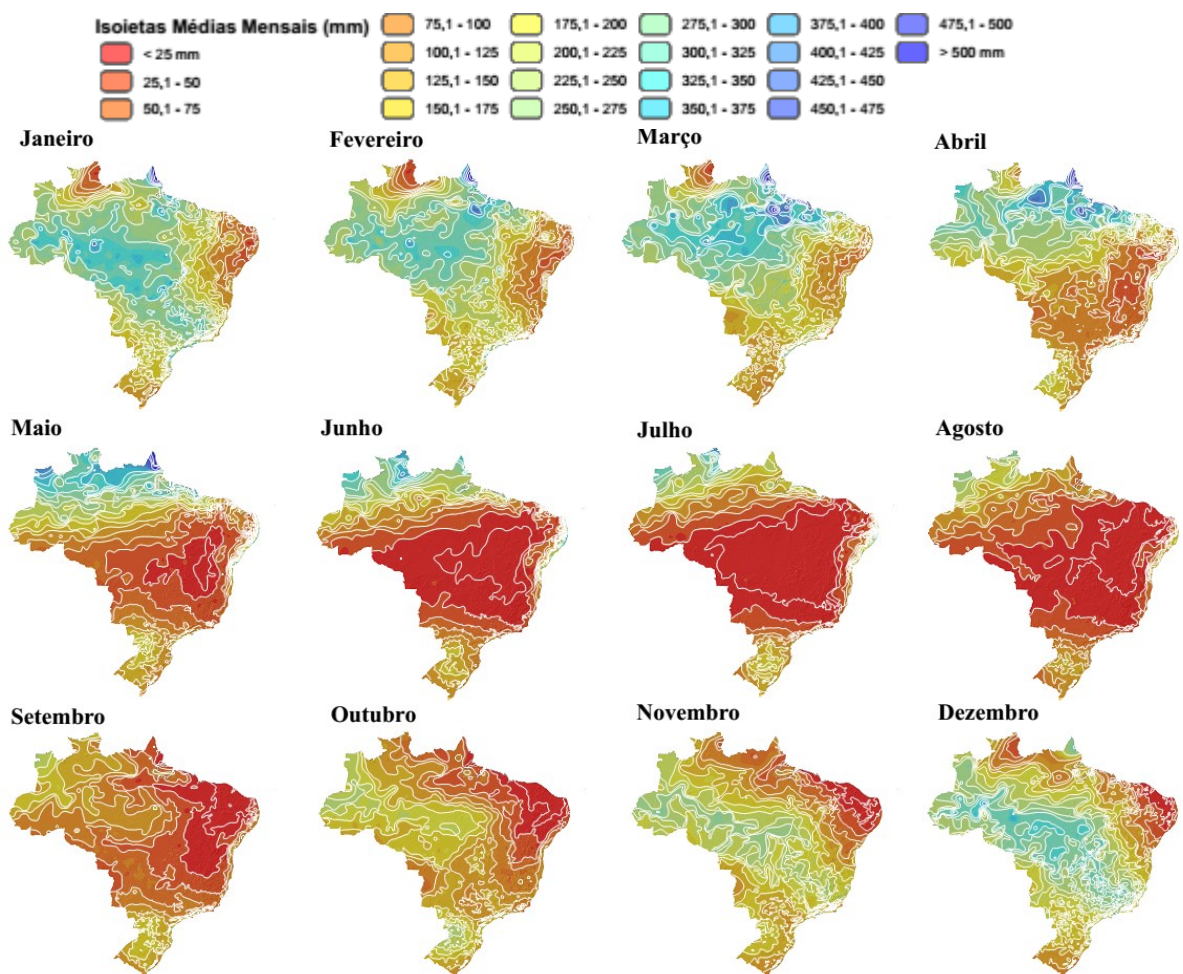 Isoietas Médias Mensais (mm)
< 25 mm
25,1 - 50
50,1 - 75
75,1 - 100
100,1 - 125
125,1 - 150
150,1 - 175
175,1 - 200
200,1 - 225
225,1 - 250
250,1 - 275
275,1 - 300
300,1 - 325
325,1 - 350
350,1 - 375
375,1 - 400
400,1 - 425
425,1 - 450
450,1 - 475
475,1 - 500
> 500 mm
Janeiro
Fevereiro
Março
Abril
Maio
Junho
Julho
Agosto
Setembro
Outubro
Novembro
Dezembro